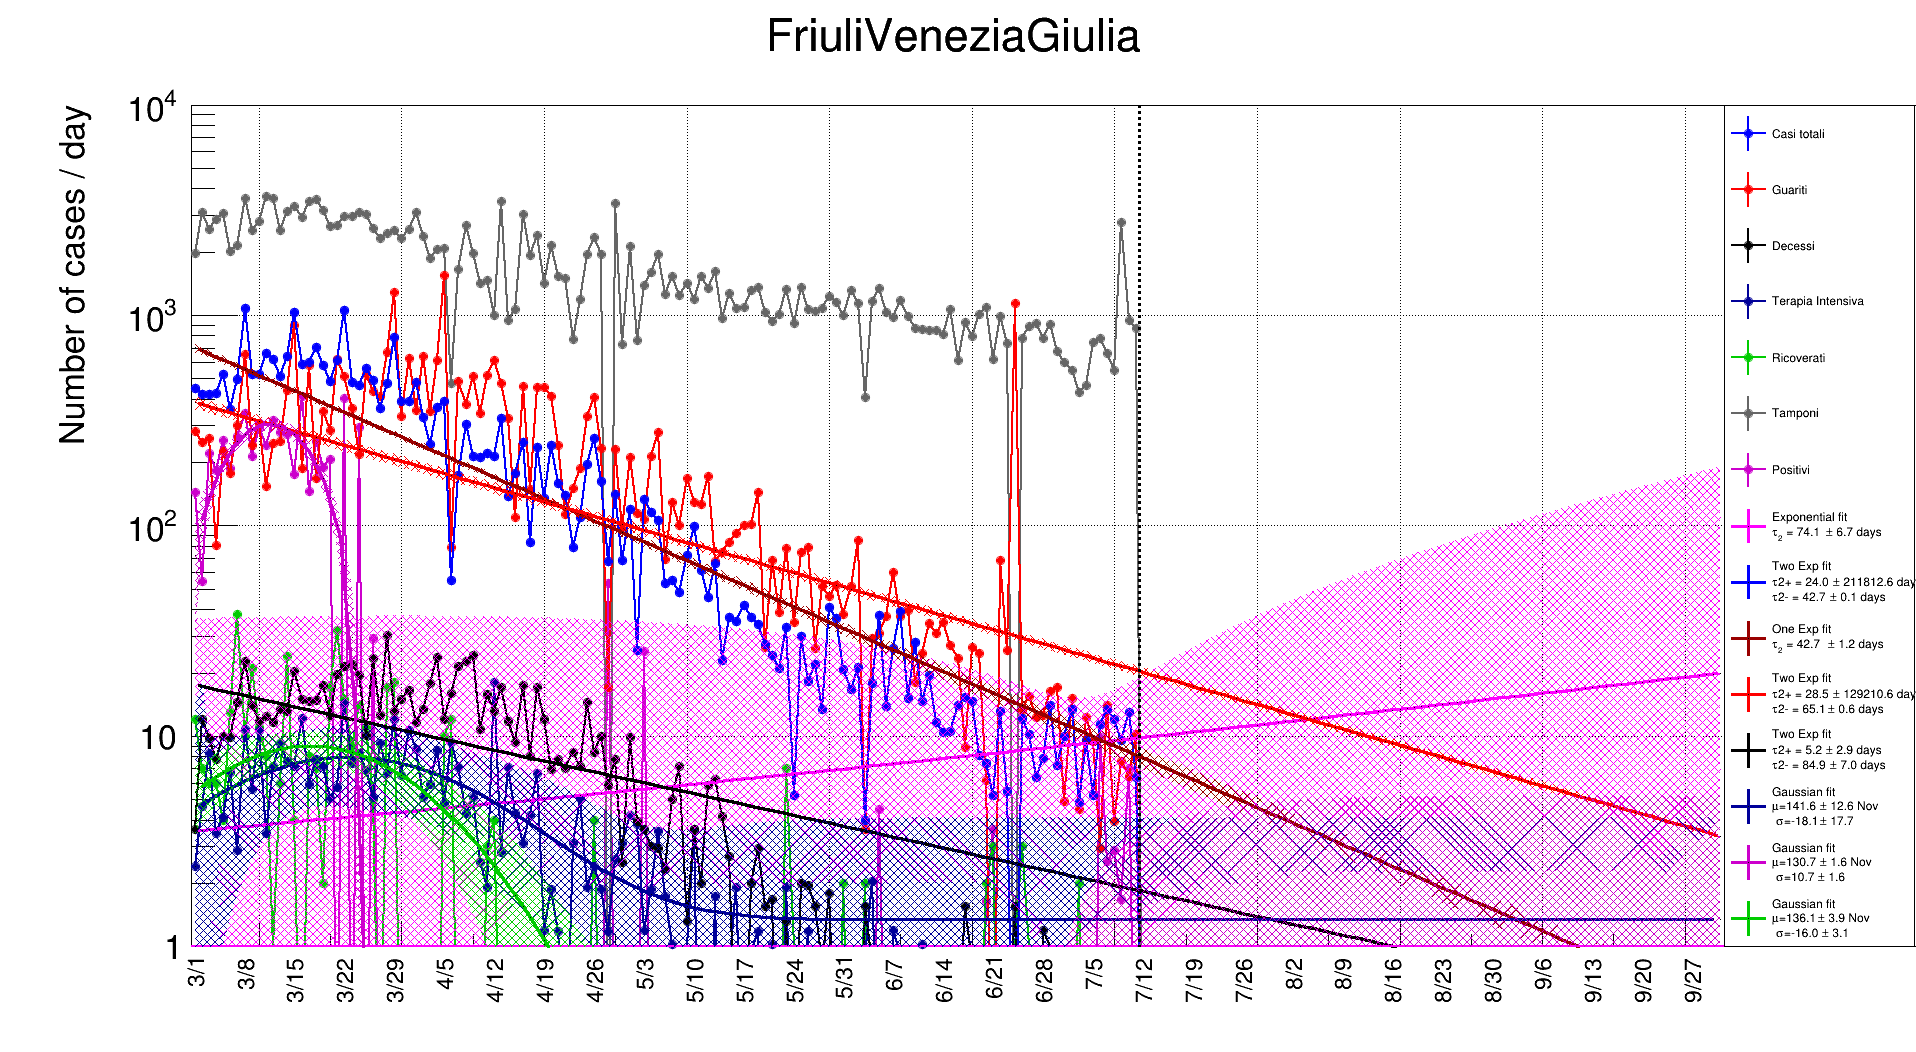 FriuliVeneziaGiulia
Number of cases / day
10^4
10^3
10^2
10
1
3/1
3/8
3/15
3/22
3/29
4/5
4/12
4/19
4/26
5/3
5/10
5/17
5/24
5/31
6/7
6/14
6/21
6/28
7/5
7/12
7/19
7/26
8/2
8/9
8/16
8/23
8/30
9/6
9/13
9/20
9/27
Casi totali
Guariti
Decessi
Terapia Intensiva
Ricoverati
Tamponi
Positivi
Exponential fit
τ2 = 74.1 ± 6.7 days
Two Exp fit
τ2+ = 24.0 ± 211812.6 day
τ2- = 42.7 ± 0.1 days
One Exp fit
τ2 = 42.7 ± 1.2 days
Two Exp fit
τ2+ = 28.5 ± 129210.6 day
τ2- = 65.1 ± 0.6 days
Two Exp fit
τ2+ = 5.2 ± 2.9 days
τ2- = 84.9 ± 7.0 days
Gaussian fit
μ=141.6 ± 12.6 Nov
σ=-18.1 ± 17.7
Gaussian fit
μ=130.7 ± 1.6 Nov
σ=10.7 ± 1.6
Gaussian fit
μ=136.1 ± 3.9 Nov
σ=-16.0 ± 3.1